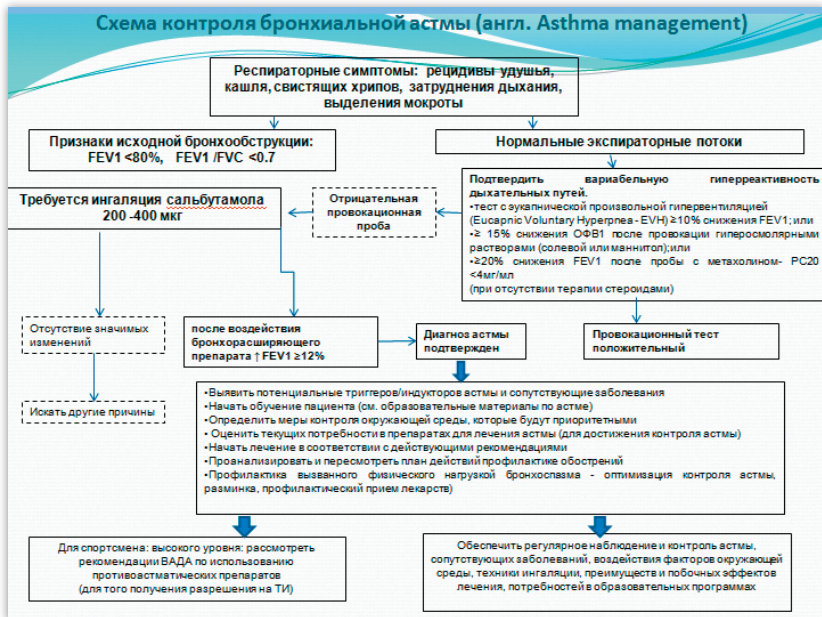 Схема контроля бронхиальной астмы (англ. Asthma management)
Респираторные симптомы: рецидивы удушья,
кашля, свистящих хрипов, затруднения дыхания,
выделения мокроты
Признаки исходной бронхообструкции:
FEV1 <80%, FEV1 /FVC <0.7
Нормальные экспираторные потоки
Требуется ингаляция сальбутамола
200 -400 мкг
Отрицательная
провокационная
проба
Подтвердить вариабельную гиперреактивность
дыхательных путей.
•тест с эукапнической произвольной гипервентиляцией
(Eucapnic Voluntary Hyperpnea - EVH) ≥10% снижения FEV1; или
•≥ 15% снижения ОФВ1 после провокации гиперосмолярными
растворами (солевой или маннитол);или
•≥20% снижения FEV1 после пробы с метахолином- PC20
<4мг/мл
(при отсутствии терапии стероидами)
Отсутствие значимых
изменений
после воздействия
бронхорасширяющего
препарата ↑ FEV1 ≥12%
Диагноз астмы
подтвержден
Провокационный тест
положительный
Искать другие причины
•Выявить потенциальные триггеров/индукторов астмы и сопутствующие заболевания
•Начать обучение пациента (см. образовательные материалы по астме)
•Определить меры контроля окружающей среды, которые будут приоритетными
• Оценить текущих потребности в препаратах для лечения астмы (для достижения контроля астмы)
•Начать лечение в соответствии с действующими рекомендациями
•Проанализировать и пересмотреть план действий профилактике обострений
•Профилактика вызванного физического нагрузкой бронхоспазма - оптимизация контроля астмы,
разминка, профилактический прием лекарств)
Для спортсмена: высокого уровня: рассмотреть
рекомендации ВАДА по использованию
противоастматических препаратов
(для того получения разрешения на ТИ)
Обеспечить регулярное наблюдение и контроль астмы,
сопутствующих заболеваний, воздействия факторов окружающей
среды, техники ингаляции, преимуществ и побочных эффектов
лечения, потребностей в образовательных программах